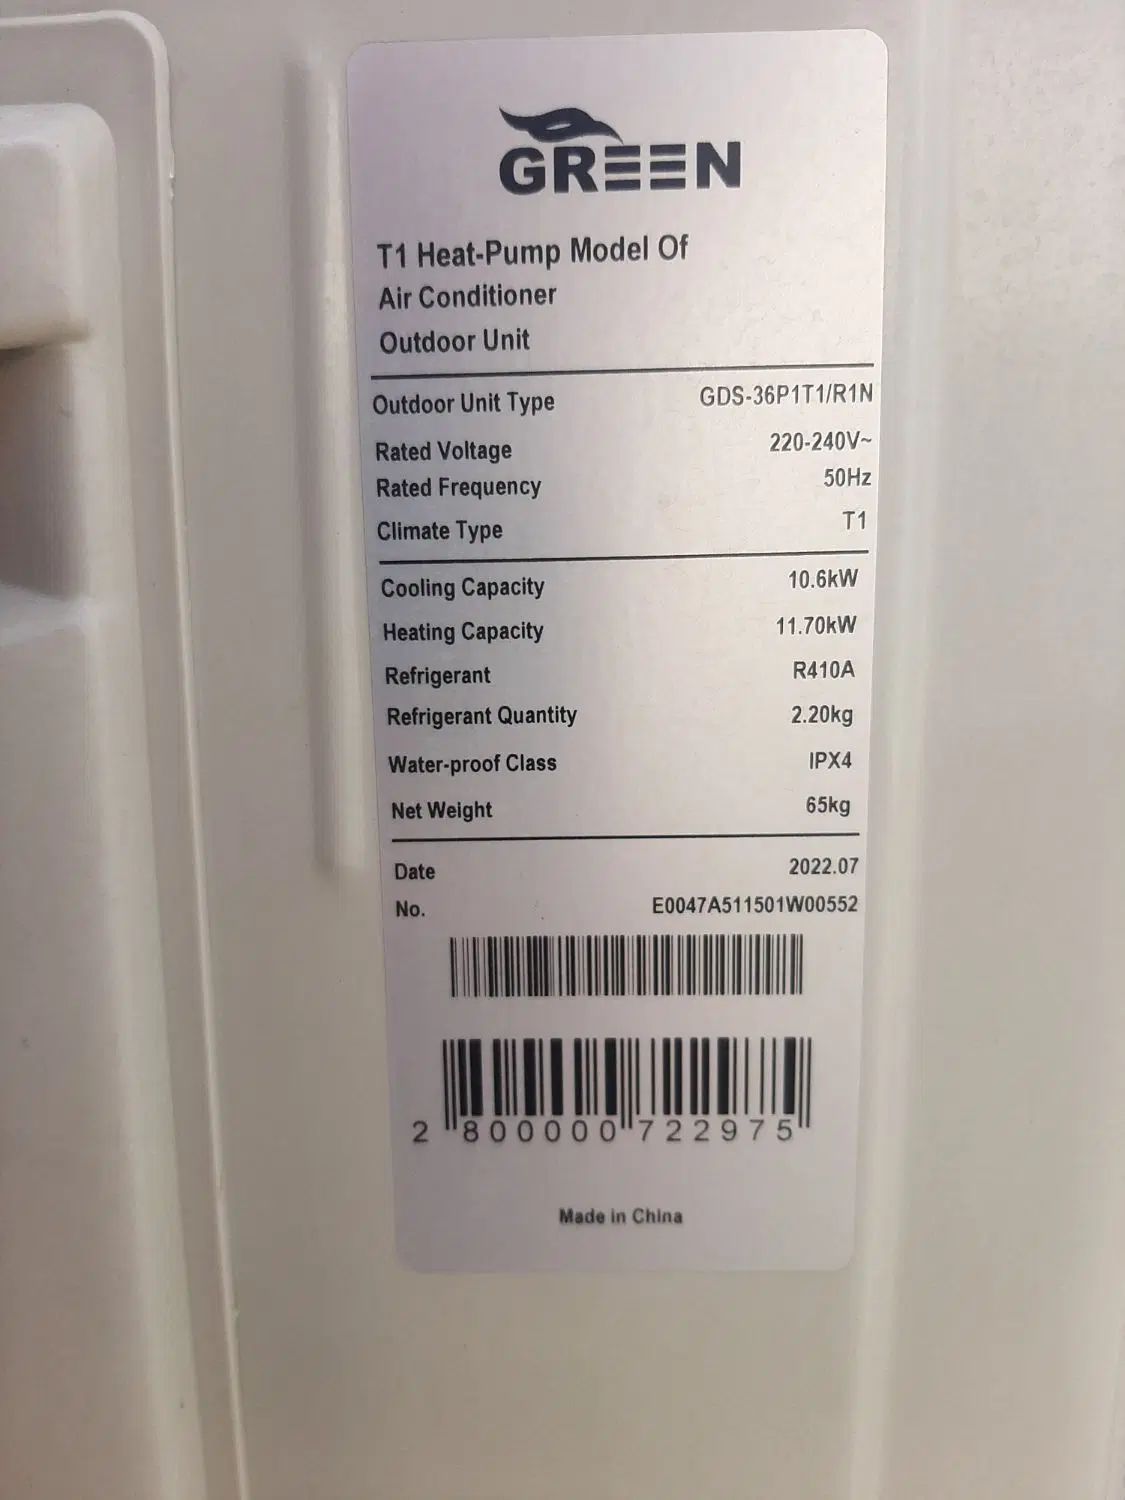 GREEN
T1 Heat-Pump Model Of
Air Conditioner
Outdoor Unit
Outdoor Unit Type GDS-36P1T1/R1N
Rated Voltage 220-240V~
Rated Frequency 50Hz
Climate Type T1
Cooling Capacity 10.6kW
Heating Capacity 11.70kW
Refrigerant R410A
Refrigerant Quantity 2.20kg
Water-proof Class IPX4
Net Weight 65kg
Date 2022.07
No. E0047A511501W00552
2 800000 722975
Made in China